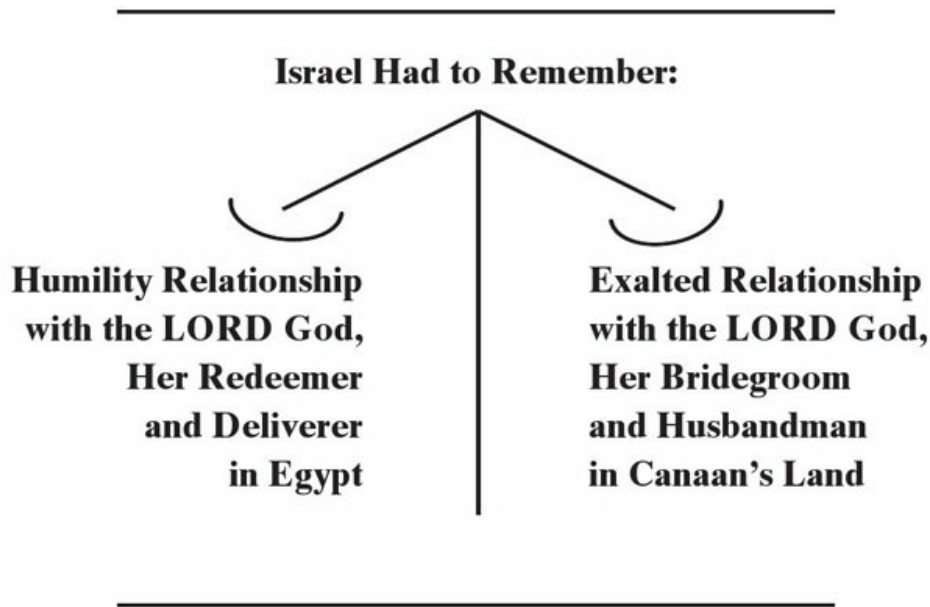 Israel Had to Remember:
Humility Relationship
with the LORD God,
Her Redeemer
and Deliverer
in Egypt
Exalted Relationship
with the LORD God,
Her Bridegroom
and Husbandman
in Canaan’s Land